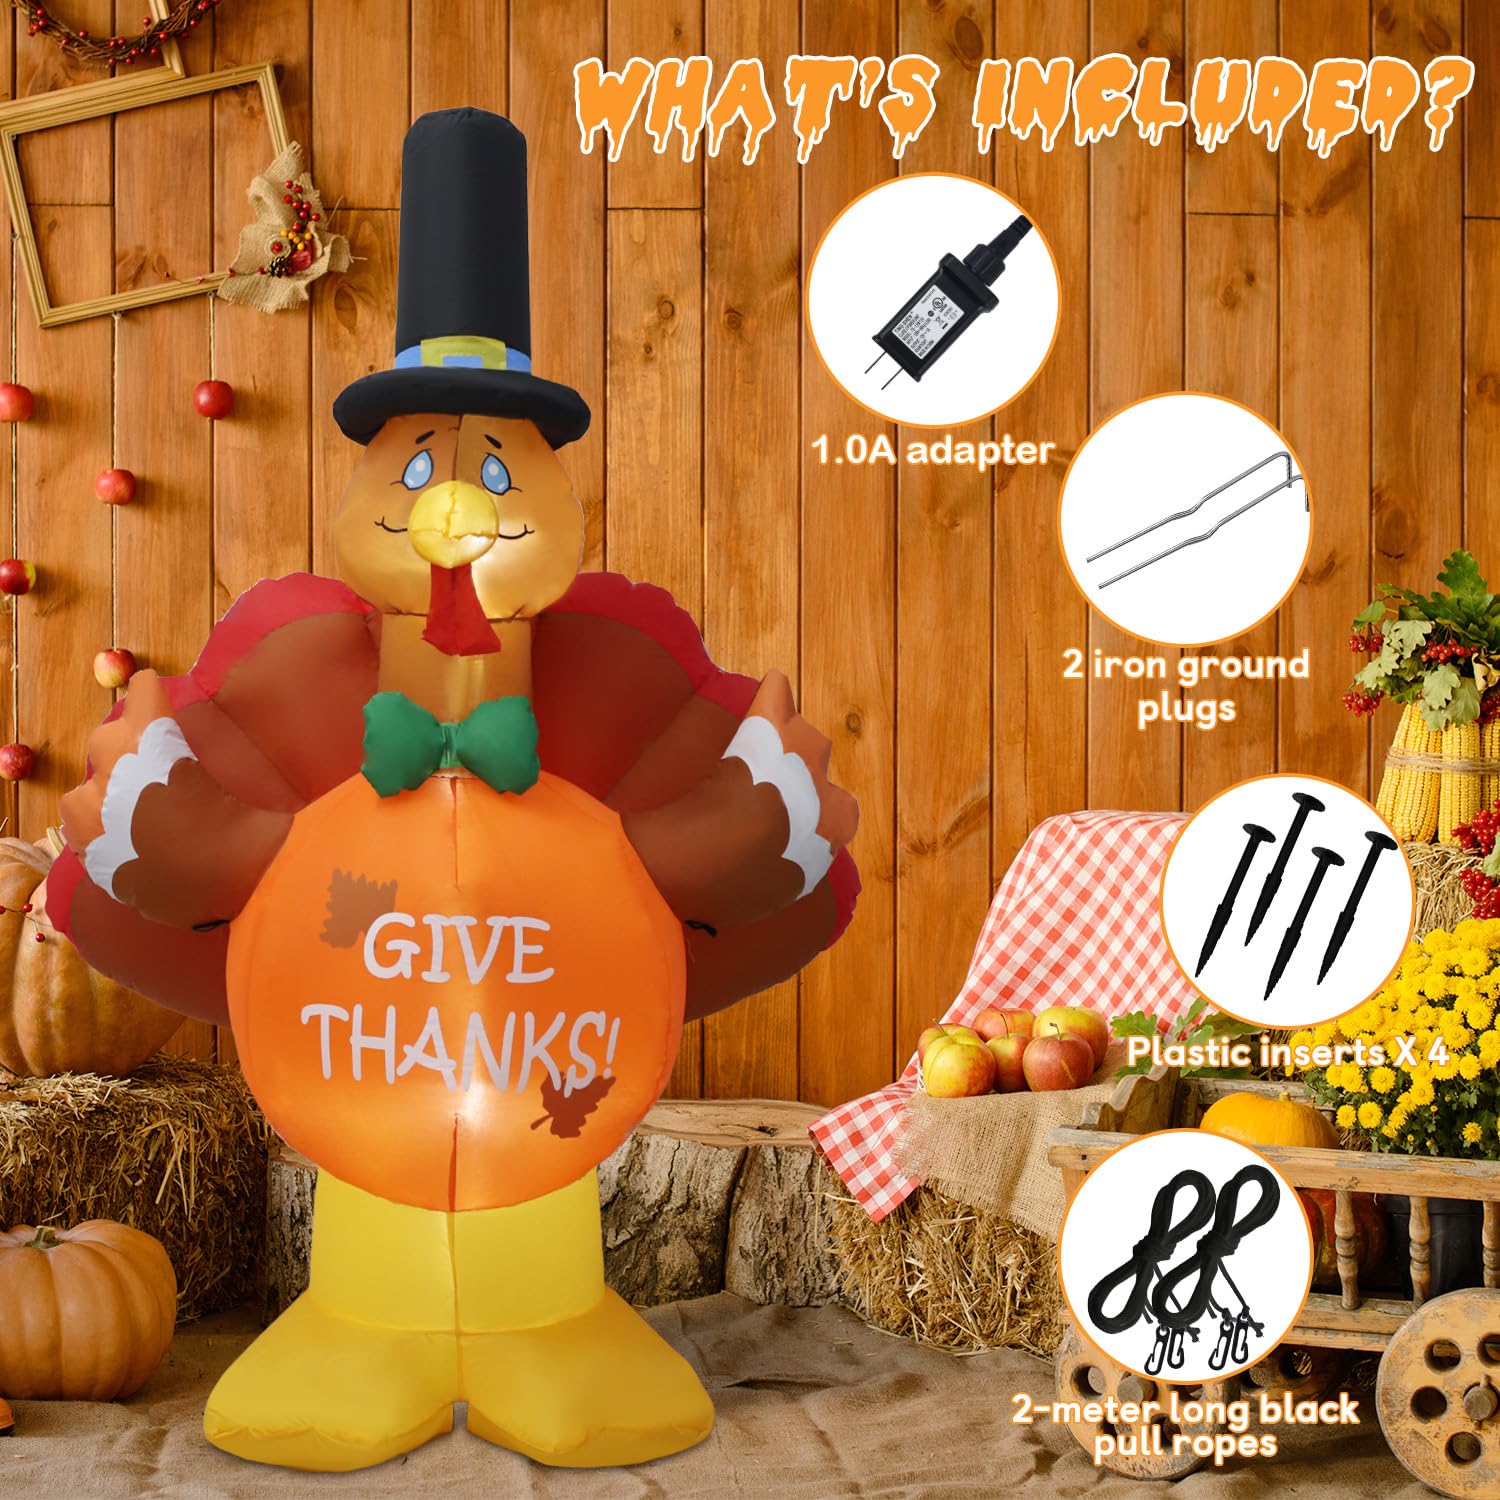 WHAT'S INCLUDED?
1.0A adapter
2 iron ground
plugs
GIVE
THANKS!
Plastic inserts X 4
2-meter long black
pull ropes